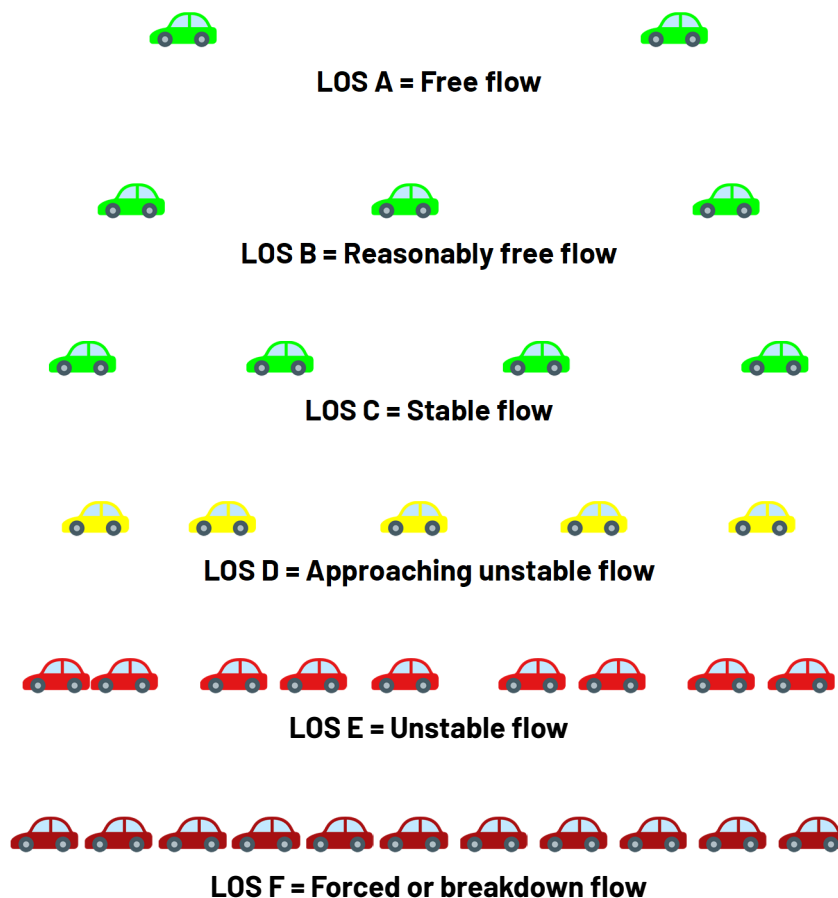 LOS A = Free flow
LOS B = Reasonably free flow
LOS C = Stable flow
LOS D = Approaching unstable flow
LOS E = Unstable flow
LOS F = Forced or breakdown flow